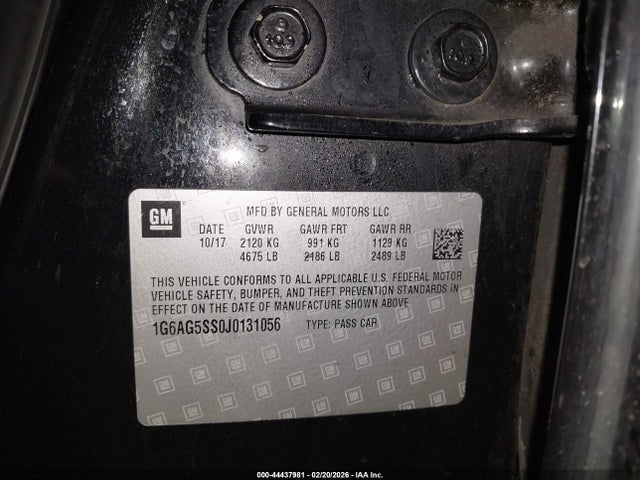 GM
MFD BY GENERAL MOTORS LLC
DATE GVWR GAWR FRT GAWR RR
10/17 2120 KG 991 KG 1129 KG
4675 LB 2186 LB 2489 LB
THIS VEHICLE CONFORMS TO ALL APPLICABLE U.S. FEDERAL MOTOR
VEHICLE SAFETY, BUMPER, AND THEFT PREVENTION STANDARDS IN
EFFECT ON THE DATE OF MANUFACTURE SHOWN ABOVE
1G6AG5SS0J0131056 TYPE: PASS CAR
000-44437981 - 02/20/2026 - IAA Inc.